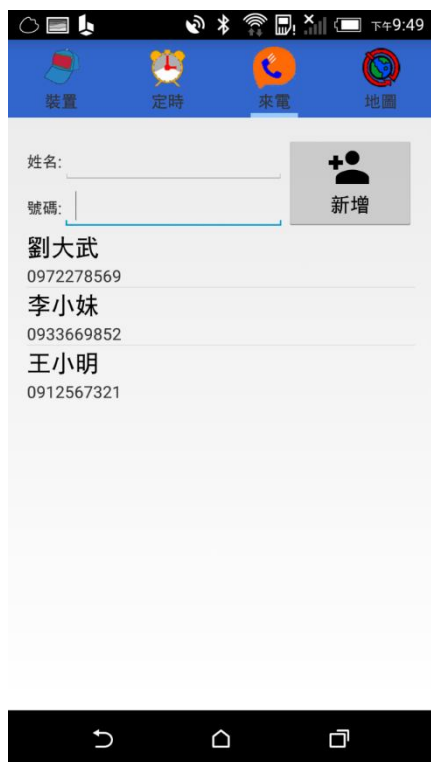 下午9:49
裝置 定時 來電 地圖
姓名:
號碼:
新增
劉大武
0972278569
李小妹
0933669852
王小明
0912567321